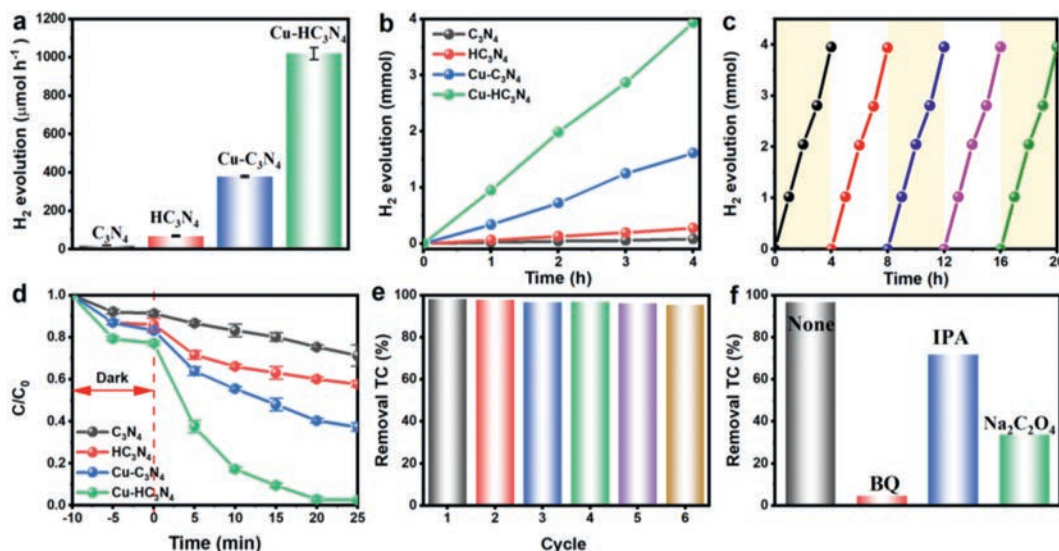 a
H₂ evolution (μmol h⁻¹)
1200
1000
800
600
400
200
0
C₃N₄
HC₃N₄
Cu-C₃N₄
Cu-HC₃N₄
b
H₂ evolution (mmol)
4
3
2
1
0
C₃N₄
HC₃N₄
Cu-C₃N₄
Cu-HC₃N₄
0 1 2 3 4
Time (h)
c
H₂ evolution (mmol)
4
3
2
1
0
0 4 8 12 16 20
Time (h)
d
C/C₀
1.0
0.8
0.6
0.4
0.2
0.0
Dark
C₃N₄
HC₃N₄
Cu-C₃N₄
Cu-HC₃N₄
-10 -5 0 5 10 15 20 25
Time (min)
e
Removal TC (%)
100
80
60
40
20
0
1 2 3 4 5 6
Cycle
f
Removal TC (%)
100
80
60
40
20
0
None
BQ
IPA
Na₂C₂O₄